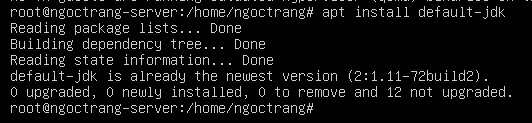 root@ngoctrang-server:/home/ngoctrang# apt install default-jdk
Reading package lists... Done
Building dependency tree... Done
Reading state information... Done
default-jdk is already the newest version (2:1.11-72build2).
0 upgraded, 0 newly installed, 0 to remove and 12 not upgraded.
root@ngoctrang-server:/home/ngoctrang#